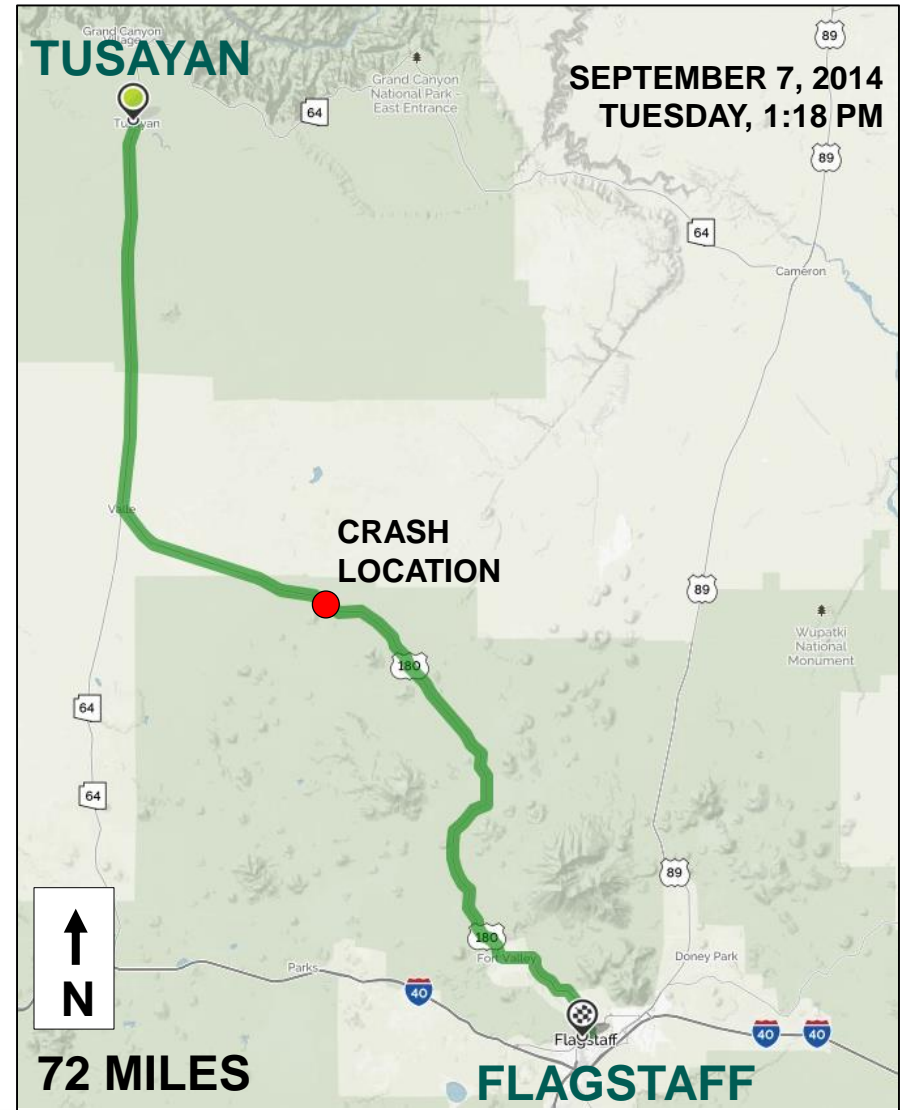 Grand Canyon
Village
TUSAYAN
89
SEPTEMBER 7, 2014
TUESDAY, 1:18 PM
Grand Canyon
National Park -
East Entrance
64
Tusayan
89
64
Cameron
Valle
CRASH
LOCATION
89
Wupatki
National
Monument
180
64
64
89
180
Fort Valley
Doney Park
Parks
40
N
40
40
Flagstaff
72 MILES
FLAGSTAFF